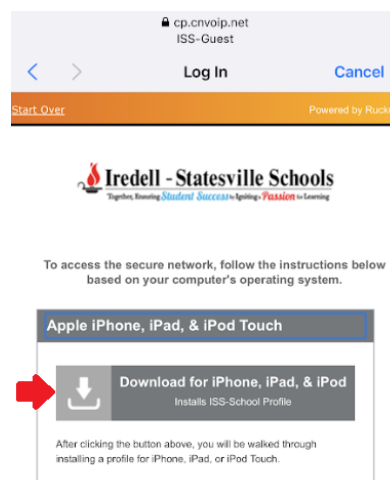 cp.cnvoip.net
ISS-Guest
Log In
Cancel
Start Over
Powered by Ruck
Iredell - Statesville Schools
Together, Ensuring Student Success by Igniting a Passion for Learning
To access the secure network, follow the instructions below
based on your computer's operating system.
Apple iPhone, iPad, & iPod Touch
Download for iPhone, iPad, & iPod
Installs ISS-School Profile
After clicking the button above, you will be walked through
installing a profile for iPhone, iPad, or iPod Touch.